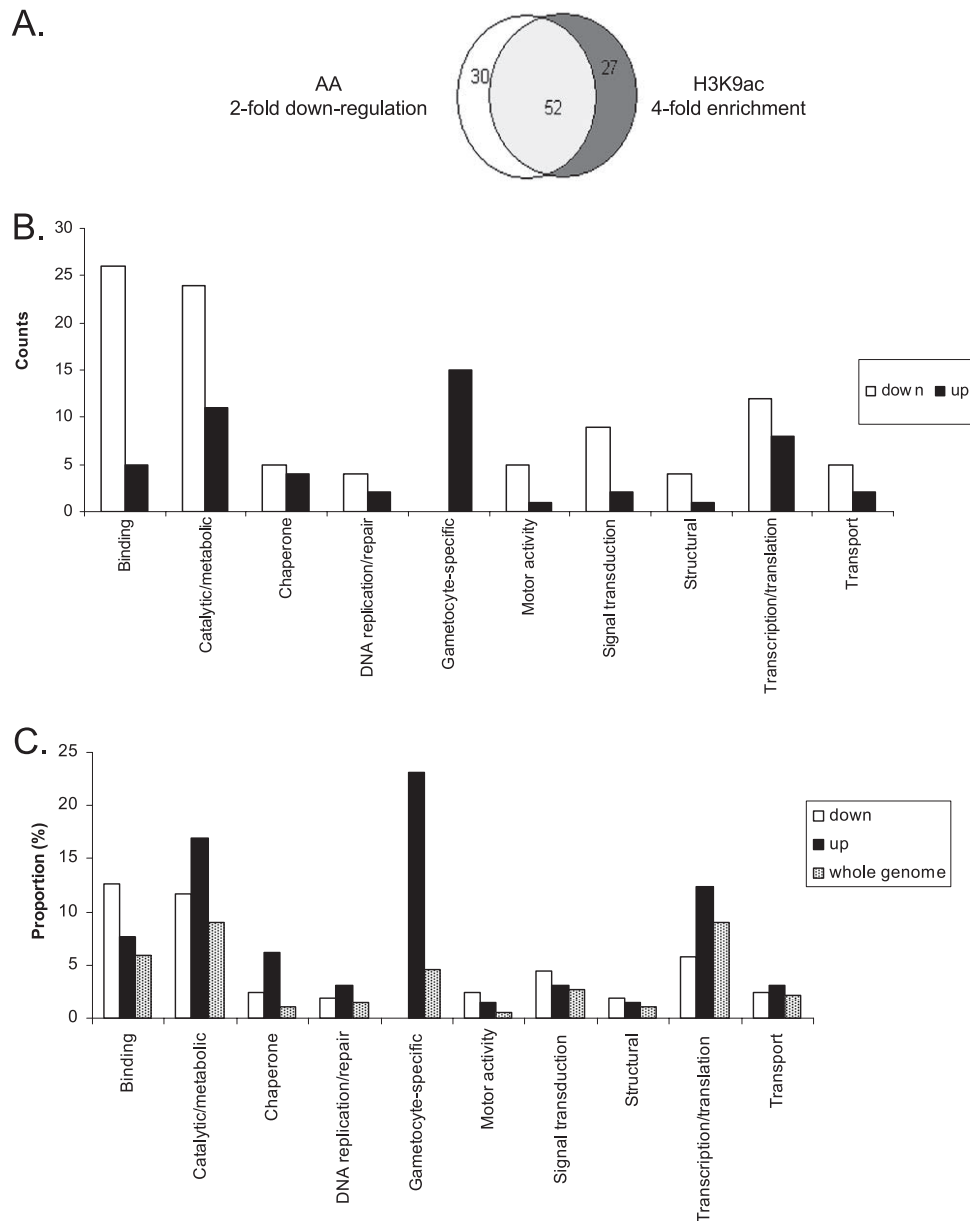 A.
AA
2-fold down-regulation
30
52
27
H3K9ac
4-fold enrichment
B.
Counts
30
25
20
15
10
5
0
Binding
Catalytic/metabolic
Chaperone
DNA replication/repair
Gametocyte-specific
Motor activity
Signal transduction
Structural
Transcription/translation
Transport
down
up
C.
Proportion (%)
25
20
15
10
5
0
Binding
Catalytic/metabolic
Chaperone
DNA replication/repair
Gametocyte-specific
Motor activity
Signal transduction
Structural
Transcription/translation
Transport
down
up
whole genome